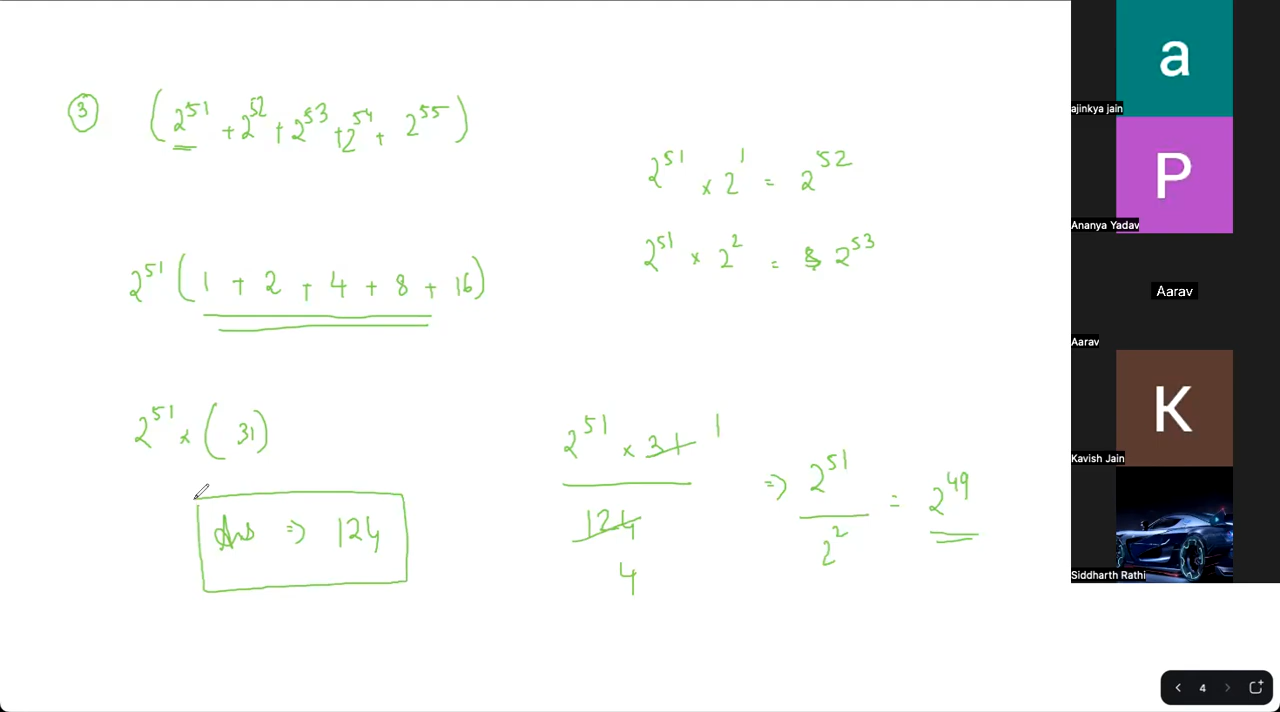 3 (2^51 + 2^52 + 2^53 + 2^54 + 2^55)
2^51 × 2^1 = 2^52
2^51 × 2^2 = 2^53
2^51 (1 + 2 + 4 + 8 + 16)
2^51 × (31)
Ans ⇒ 124
2^51 × 31 1
124
4
⇒ 2^51 / 2^2 = 2^49
a
ajinkya jain
P
Ananya Yadav
Aarav
Aarav
K
Kavish Jain
Siddharth Rathi
4